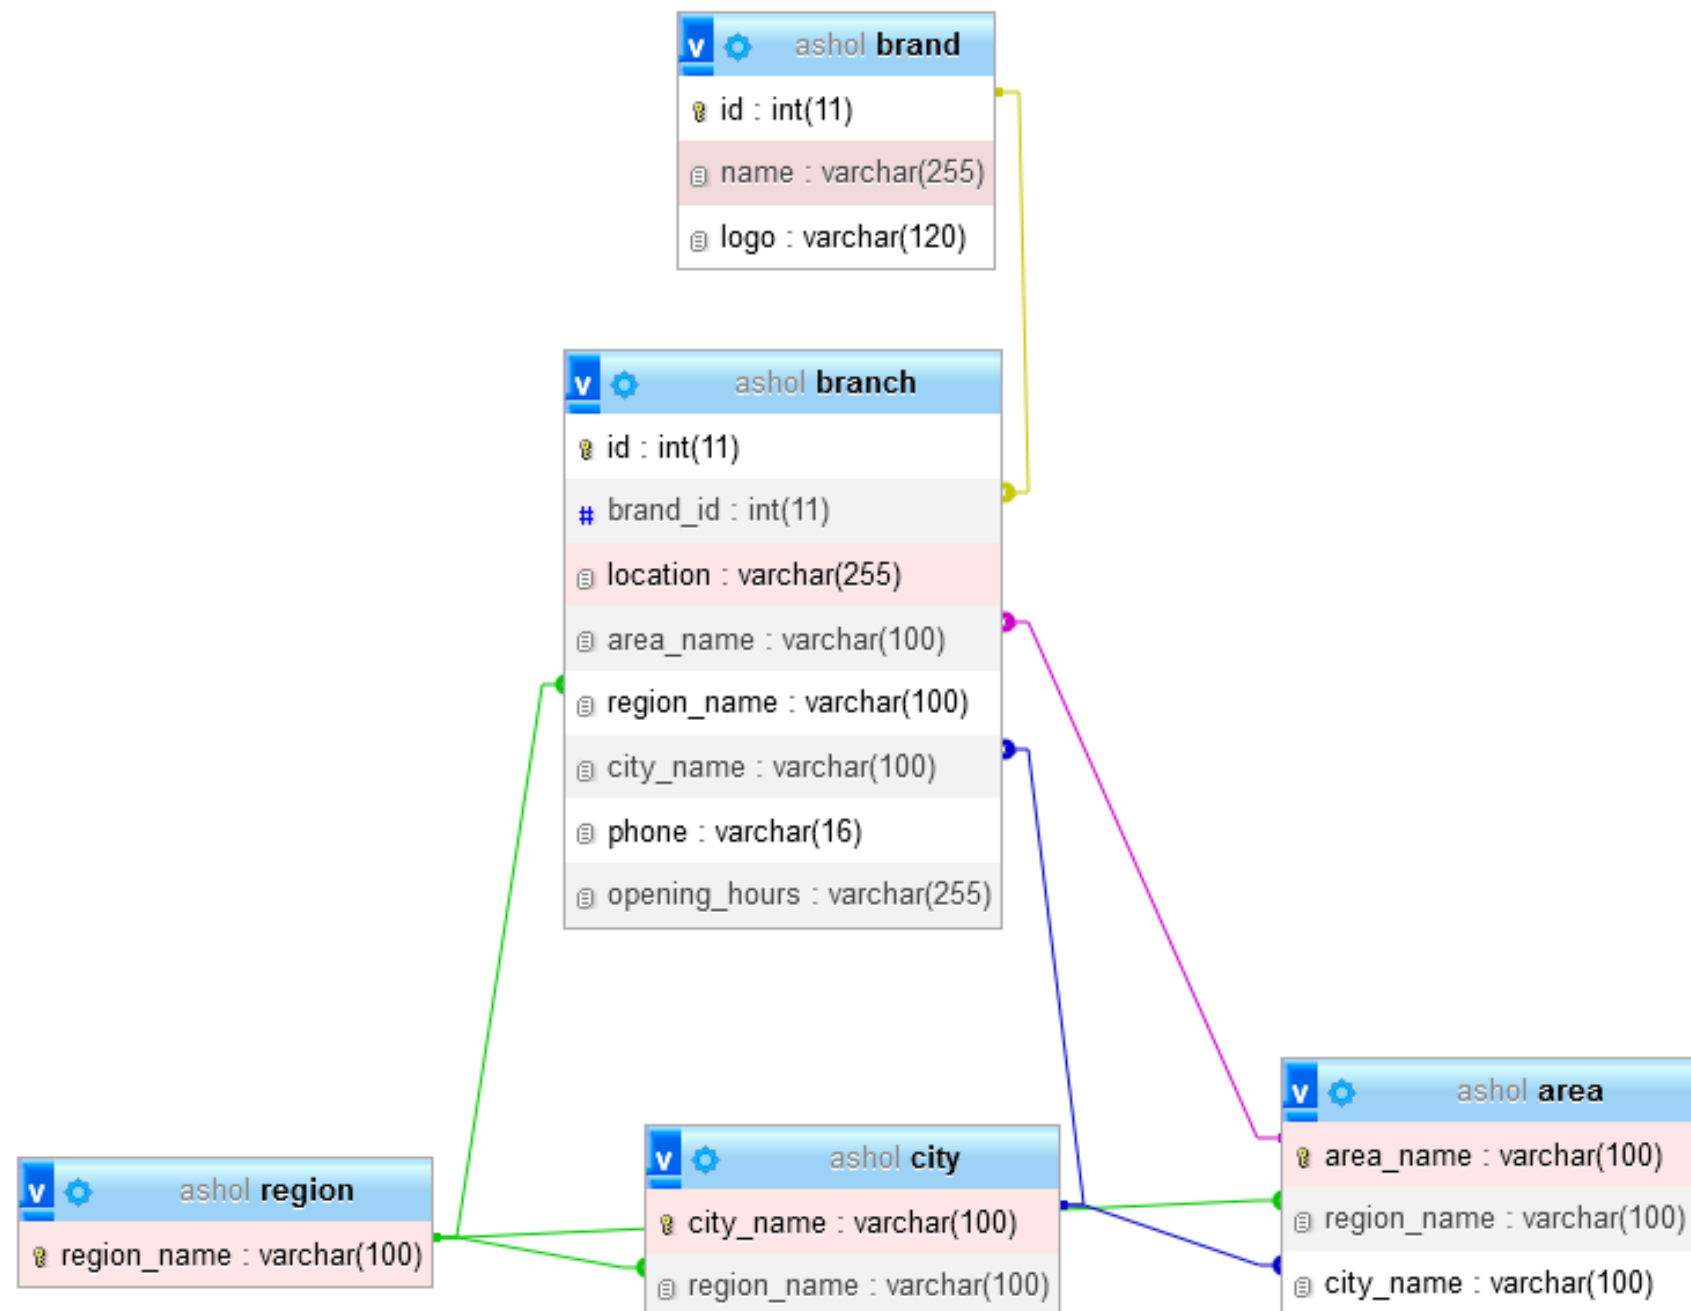 v ashol brand
id : int(11)
name : varchar(255)
logo : varchar(120)
v ashol branch
id : int(11)
# brand_id : int(11)
location : varchar(255)
area_name : varchar(100)
region_name : varchar(100)
city_name : varchar(100)
phone : varchar(16)
opening_hours : varchar(255)
v ashol region
region_name : varchar(100)
v ashol city
city_name : varchar(100)
region_name : varchar(100)
v ashol area
area_name : varchar(100)
region_name : varchar(100)
city_name : varchar(100)